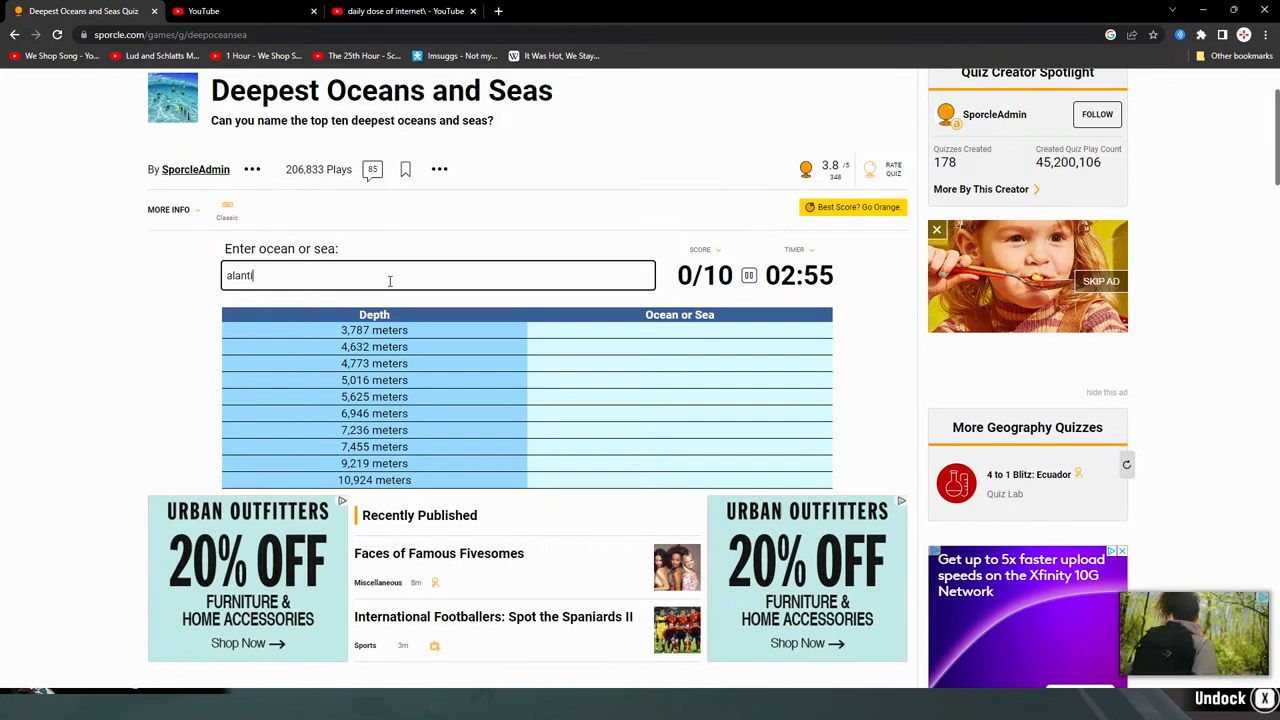 Deepest Oceans and Seas Quiz
YouTube
daily dose of internet\ - YouTube
sporcle.com/games/g/deepoceansea
We Shop Song - Yo...
Lud and Schlatts M...
1 Hour - We Shop S...
The 25th Hour - Sc...
Imsuggs - Not my...
It Was Hot, We Stay...
Other bookmarks
Deepest Oceans and Seas
Can you name the top ten deepest oceans and seas?
By SporcleAdmin
206,833 Plays
85
3.8 /5
348
RATE
QUIZ
MORE INFO
Classic
Best Score? Go Orange.
Enter ocean or sea:
alanti
SCORE
0/10
TIMER
02:55
Depth
Ocean or Sea
3,787 meters
4,632 meters
4,773 meters
5,016 meters
5,625 meters
6,946 meters
7,236 meters
7,455 meters
9,219 meters
10,924 meters
URBAN OUTFITTERS
20% OFF
FURNITURE &
HOME ACCESSORIES
Shop Now
Recently Published
Faces of Famous Fivesomes
Miscellaneous 8m
International Footballers: Spot the Spaniards II
Sports 3m
URBAN OUTFITTERS
20% OFF
FURNITURE &
HOME ACCESSORIES
Shop Now
Quiz Creator Spotlight
SporcleAdmin
FOLLOW
Quizzes Created
178
Created Quiz Play Count
45,200,106
More By This Creator
SKIP AD
hide this ad
More Geography Quizzes
4 to 1 Blitz: Ecuador
Quiz Lab
Get up to 5x faster upload
speeds on the Xfinity 10G
Network
Undock X